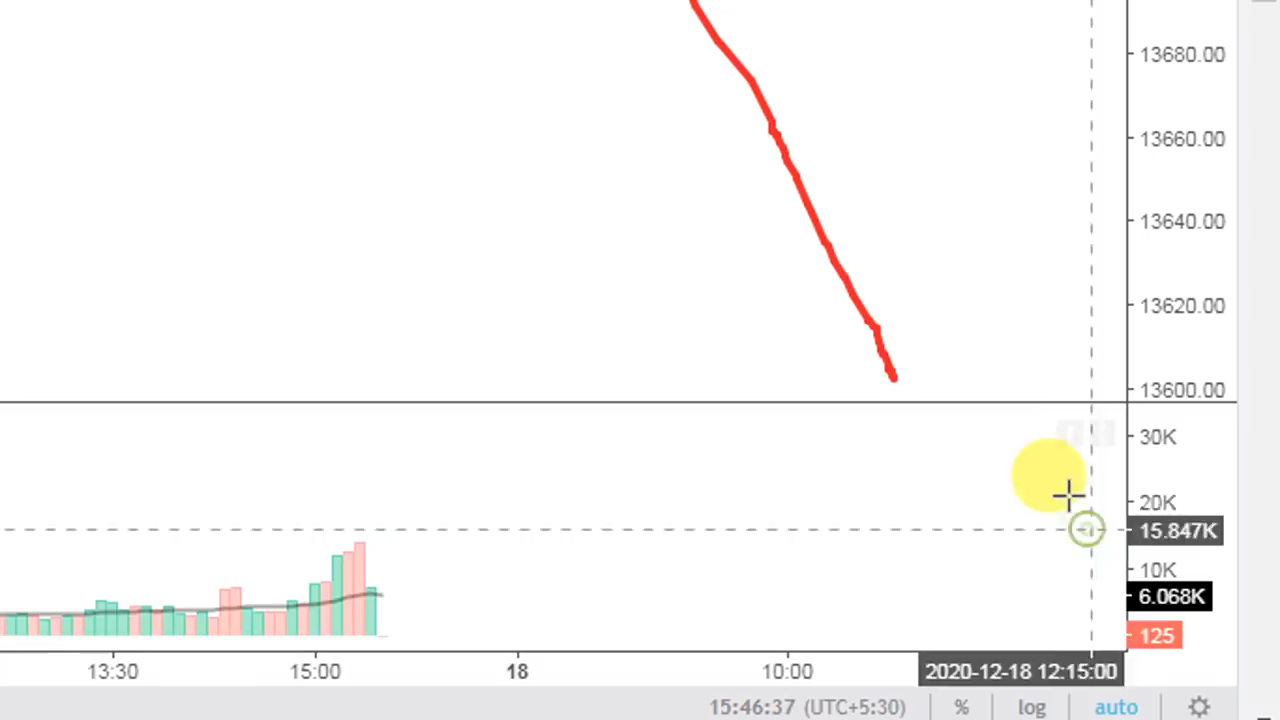 13680.00
13660.00
13640.00
13620.00
13600.00
30K
20K
15.847K
10K
6.068K
125
13:30 15:00 18 10:00 2020-12-18 12:15:00
15:46:37 (UTC+5:30) % log auto